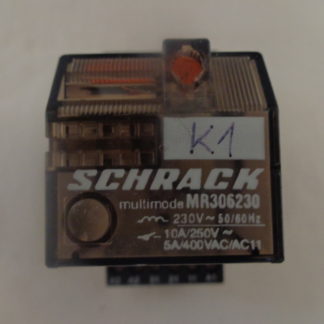 K1
SCHRACK
multimode MR306230
230V~ 50/60Hz
10A/250V~
5A/400VAC/AC11